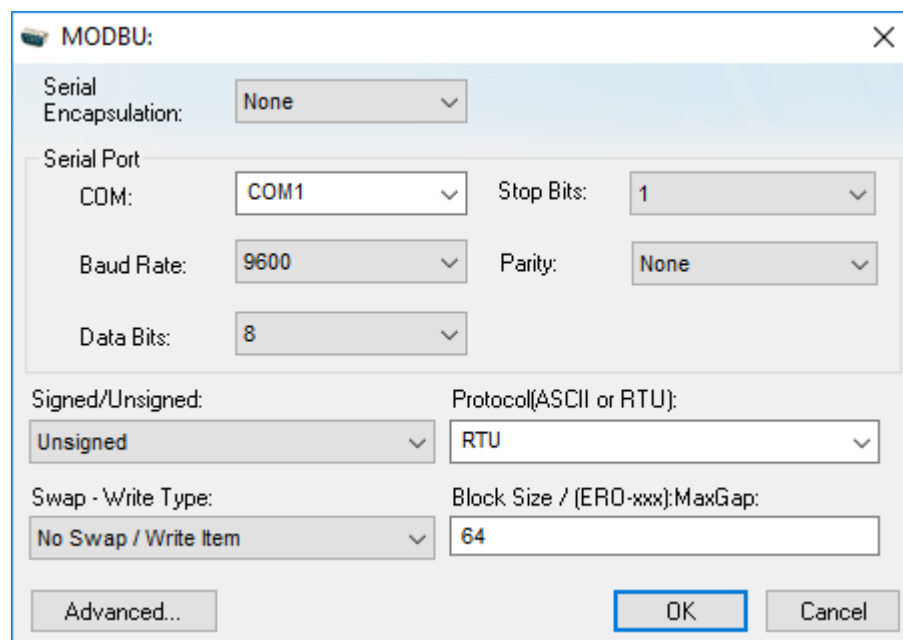 MODBU:
Serial
Encapsulation:
None
Serial Port
COM:
COM1
Stop Bits:
1
Baud Rate:
9600
Parity:
None
Data Bits:
8
Signed/Unsigned:
Protocol(ASCII or RTU):
Unsigned
RTU
Swap - Write Type:
Block Size / (ERO-xxx):MaxGap:
No Swap / Write Item
64
Advanced...
OK
Cancel